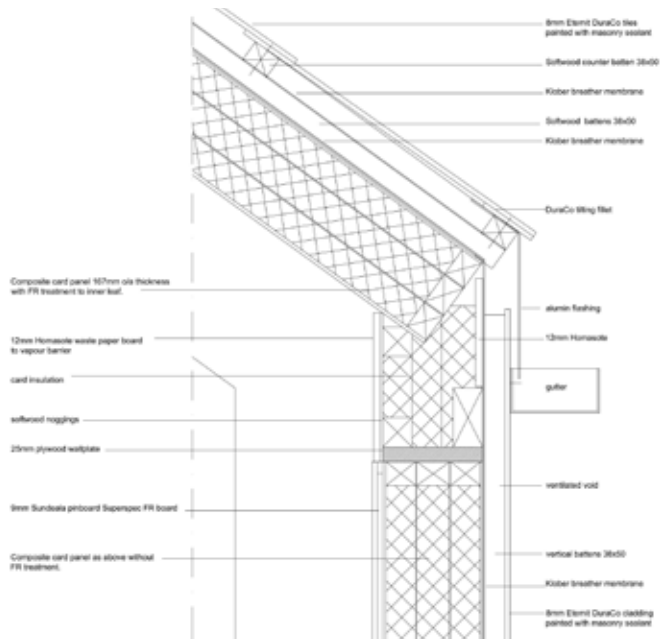 8mm Eternit DuraCo tiles
painted with masonry sealant
Softwood counter batten 38x50
Klober breather membrane
Softwood battens 38x50
Klober breather membrane
DuraCo tilting fillet
Composite card panel 167mm o/a thickness
with FR treatment to inner leaf.
alumin flashing
12mm Homasote waste paper board
to vapour barrier
12mm Homasote
card insulation
gutter
softwood noggings
25mm plywood wallplate
ventilated void
9mm Sundeala pinboard Superspec FR board
Composite card panel as above without
FR treatment.
vertical battens 38x50
Klober breather membrane
8mm Eternit DuraCo cladding
painted with masonry sealant